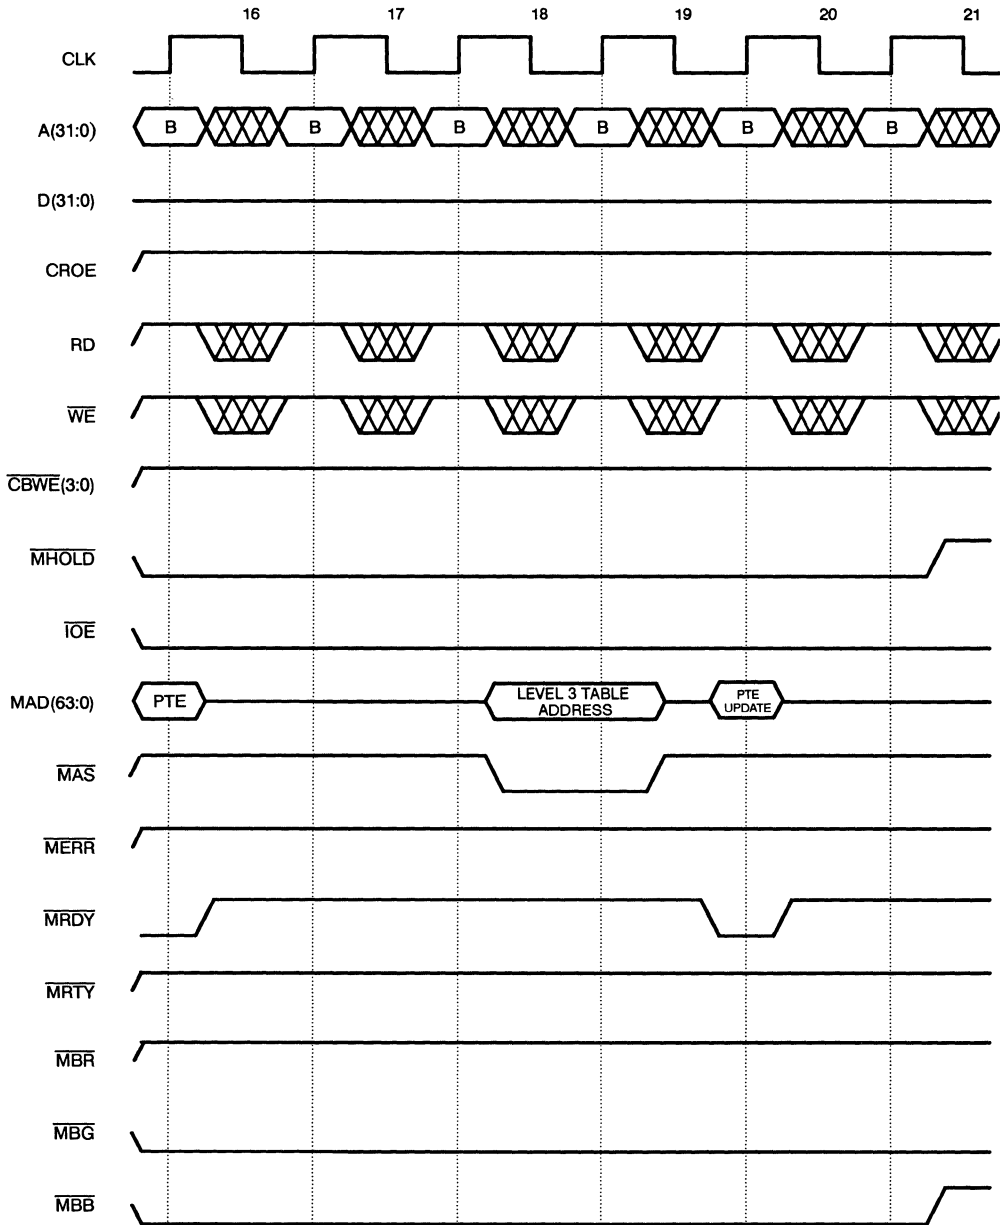 16 17 18 19 20 21
CLK
A(31:0) B B B B B B
D(31:0)
CROE
RD
WE
CBWE(3:0)
MHOLD
IOE
MAD(63:0) PTE LEVEL 3 TABLE ADDRESS PTE UPDATE
MAS
MERR
MRDY
MRTY
MBR
MBG
MBB